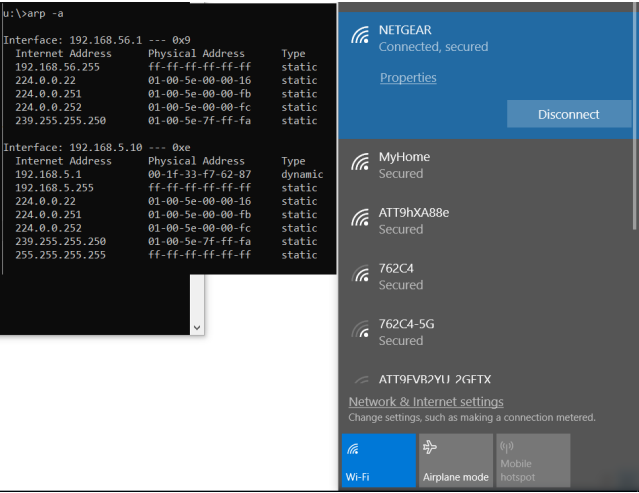 u:\>arp -a
Interface: 192.168.56.1 --- 0x9
Internet Address Physical Address Type
192.168.56.255 ff-ff-ff-ff-ff-ff static
224.0.0.22 01-00-5e-00-00-16 static
224.0.0.251 01-00-5e-00-00-fb static
224.0.0.252 01-00-5e-00-00-fc static
239.255.255.250 01-00-5e-7f-ff-fa static
Interface: 192.168.5.10 --- 0xe
Internet Address Physical Address Type
192.168.5.1 00-1f-33-f7-62-87 dynamic
192.168.5.255 ff-ff-ff-ff-ff-ff static
224.0.0.22 01-00-5e-00-00-16 static
224.0.0.251 01-00-5e-00-00-fb static
224.0.0.252 01-00-5e-00-00-fc static
239.255.255.250 01-00-5e-7f-ff-fa static
255.255.255.255 ff-ff-ff-ff-ff-ff static
NETGEAR
Connected, secured
Properties
Disconnect
MyHome
Secured
ATT9hXA88e
Secured
762C4
Secured
762C4-5G
Secured
ATT9FVB2YU_2GFTX
Network & Internet settings
Change settings, such as making a connection metered.
Wi-Fi
Airplane mode
Mobile
hotspot